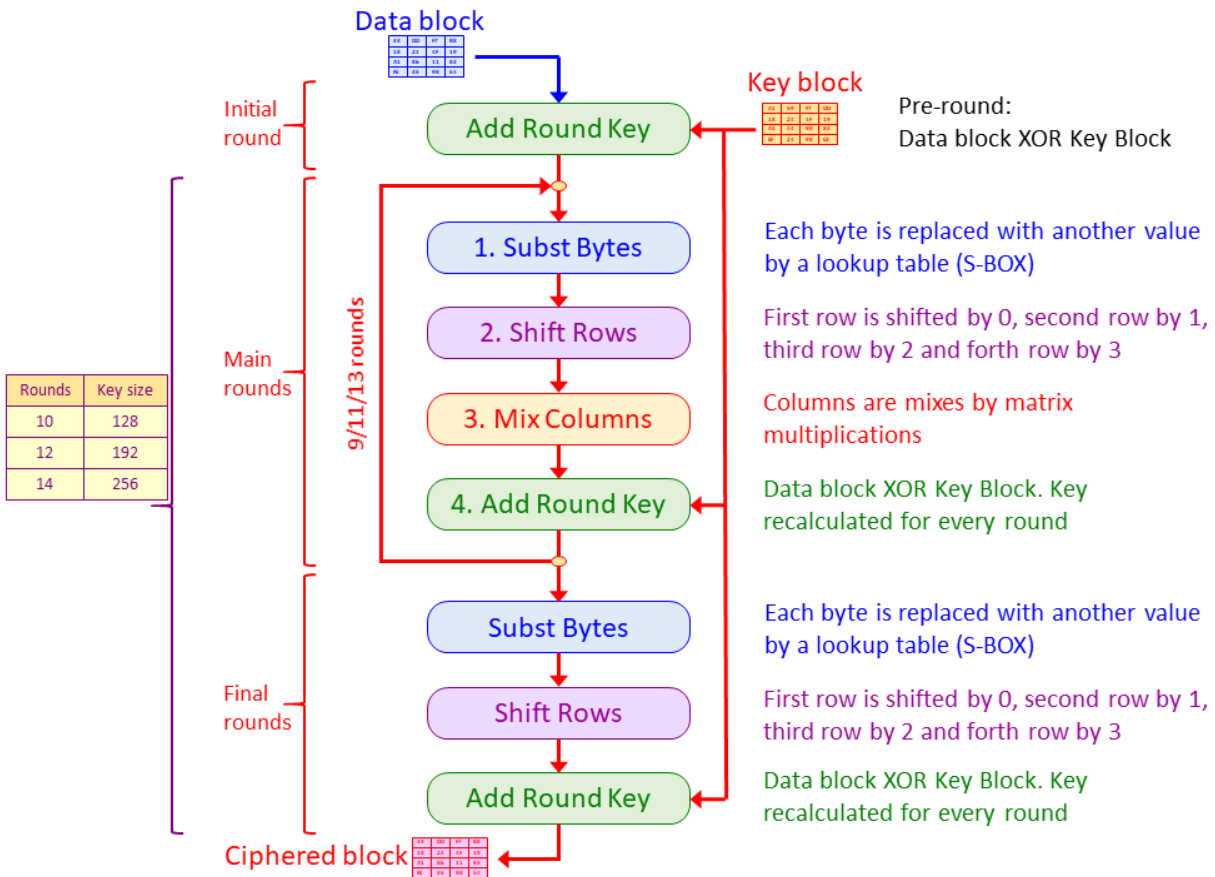 Data block
Key block
Initial
round
Add Round Key
Pre-round:
Data block XOR Key Block
1. Subst Bytes
Each byte is replaced with another value
by a lookup table (S-BOX)
2. Shift Rows
First row is shifted by 0, second row by 1,
third row by 2 and forth row by 3
9/11/13 rounds
Main
rounds
3. Mix Columns
Columns are mixes by matrix
multiplications
Rounds Key size
10 128
12 192
14 256
4. Add Round Key
Data block XOR Key Block. Key
recalculated for every round
Subst Bytes
Each byte is replaced with another value
by a lookup table (S-BOX)
Final
rounds
Shift Rows
First row is shifted by 0, second row by 1,
third row by 2 and forth row by 3
Add Round Key
Data block XOR Key Block. Key
recalculated for every round
Ciphered block